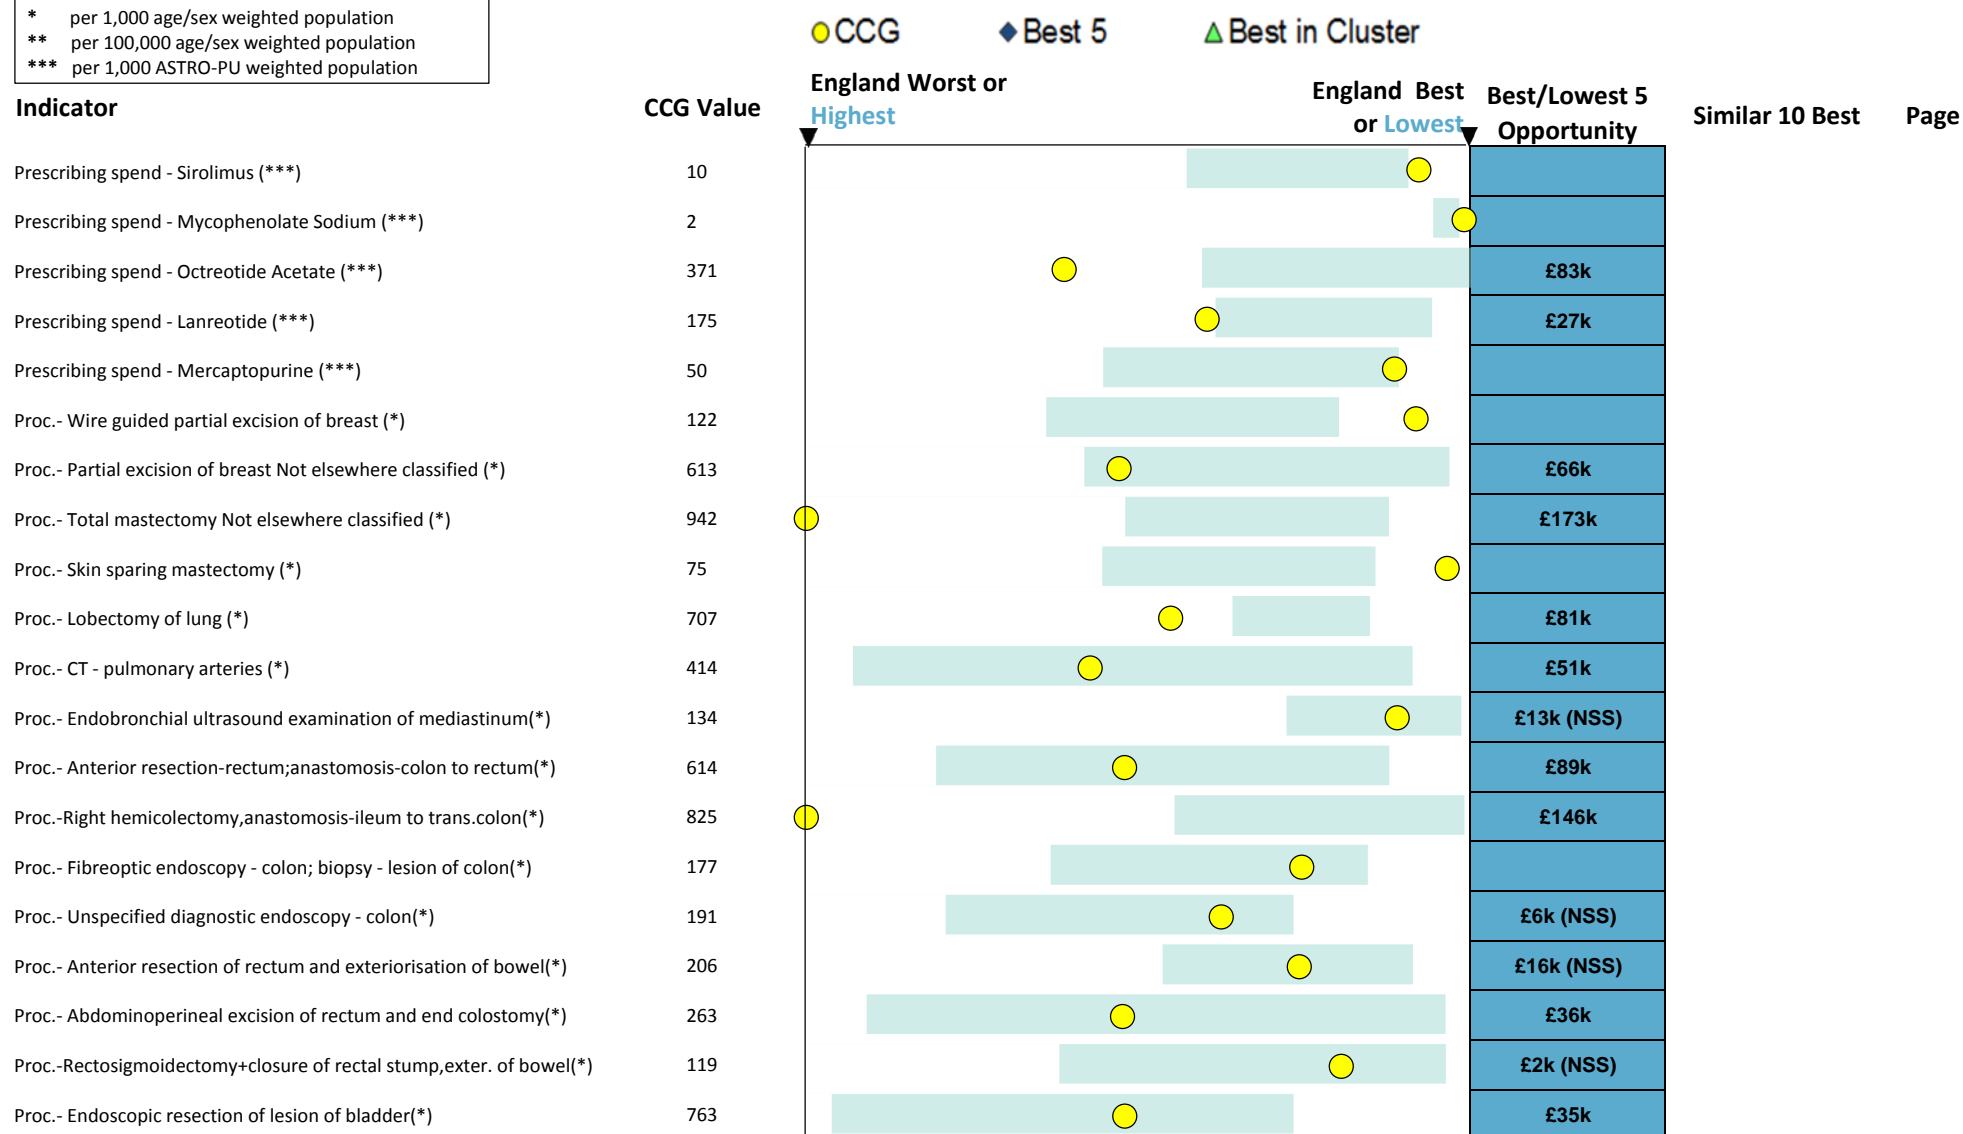 * per 1,000 age/sex weighted population
** per 100,000 age/sex weighted population
*** per 1,000 ASTRO-PU weighted population
CCG Best 5 Best in Cluster
Indicator CCG Value England Worst or Highest England Best or Lowest Best/Lowest 5 Opportunity Similar 10 Best Page
Prescribing spend - Sirolimus (***) 10
Prescribing spend - Mycophenolate Sodium (***) 2
Prescribing spend - Octreotide Acetate (***) 371 £83k
Prescribing spend - Lanreotide (***) 175 £27k
Prescribing spend - Mercaptopurine (***) 50
Proc.- Wire guided partial excision of breast (*) 122
Proc.- Partial excision of breast Not elsewhere classified (*) 613 £66k
Proc.- Total mastectomy Not elsewhere classified (*) 942 £173k
Proc.- Skin sparing mastectomy (*) 75
Proc.- Lobectomy of lung (*) 707 £81k
Proc.- CT - pulmonary arteries (*) 414 £51k
Proc.- Endobronchial ultrasound examination of mediastinum(*) 134 £13k (NSS)
Proc.- Anterior resection-rectum;anastomosis-colon to rectum(*) 614 £89k
Proc.-Right hemicolectomy,anastomosis-ileum to trans.colon(*) 825 £146k
Proc.- Fibreoptic endoscopy - colon; biopsy - lesion of colon(*) 177
Proc.- Unspecified diagnostic endoscopy - colon(*) 191 £6k (NSS)
Proc.- Anterior resection of rectum and exteriorisation of bowel(*) 206 £16k (NSS)
Proc.- Abdominoperineal excision of rectum and end colostomy(*) 263 £36k
Proc.-Rectosigmoidectomy+closure of rectal stump,exter. of bowel(*) 119 £2k (NSS)
Proc.- Endoscopic resection of lesion of bladder(*) 763 £35k